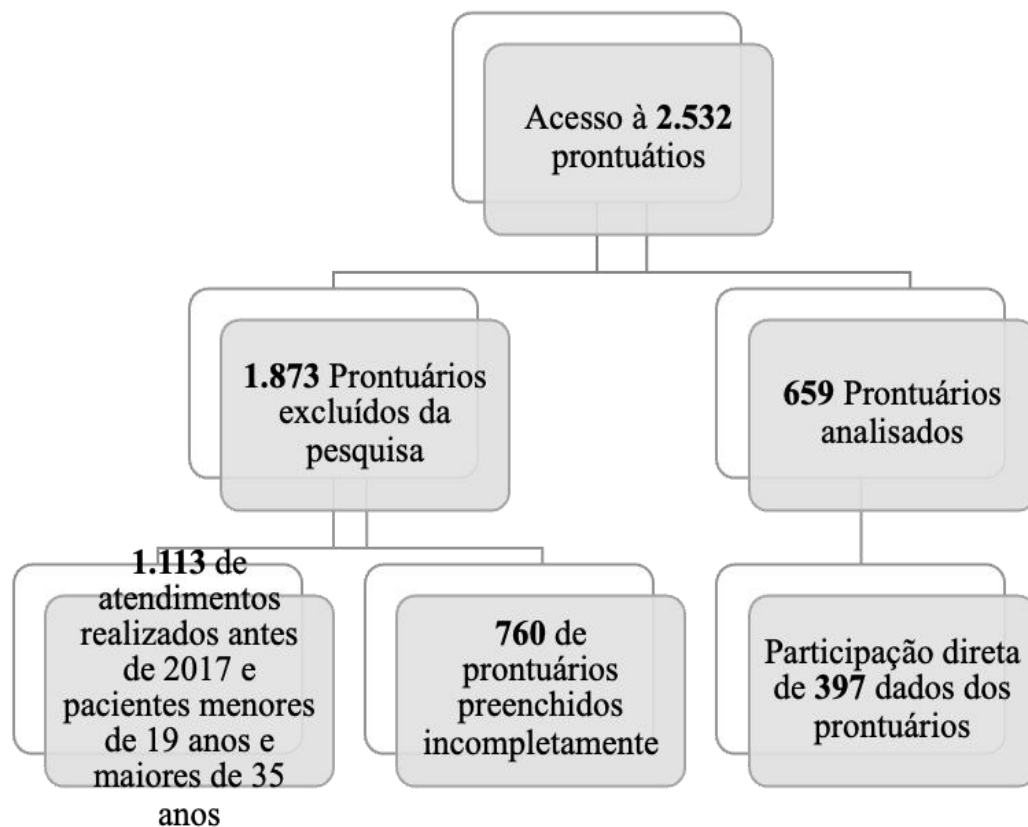 Acesso à 2.532
prontuátios
1.873 Prontuários
excluídos da
pesquisa
659 Prontuários
analisados
1.113 de
atendimentos
realizados antes
de 2017 e
pacientes menores
de 19 anos e
maiores de 35
anos
760 de
prontuários
preenchidos
incompletamente
Participação direta
de 397 dados dos
prontuários